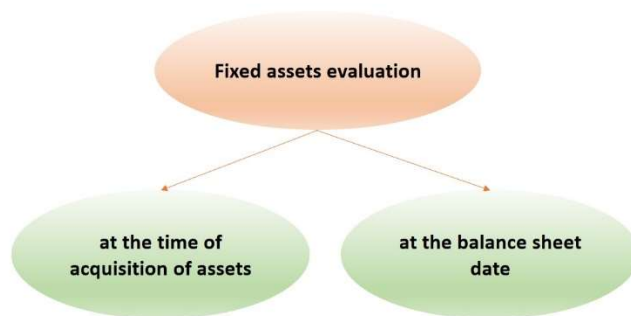 Fixed assets evaluation
at the time of
acquisition of assets
at the balance sheet
date